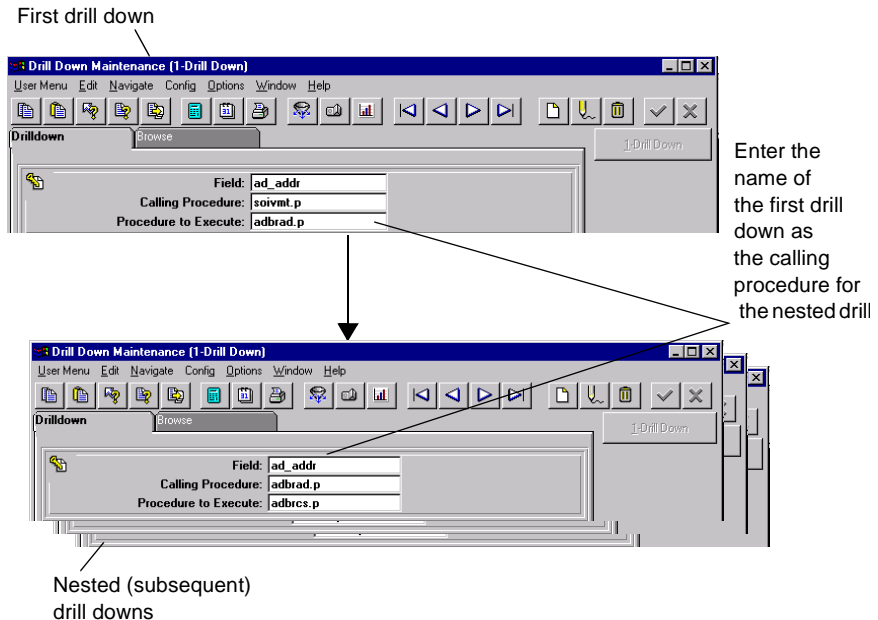 First drill down
Drill Down Maintenance (1-Drill Down)
User Menu Edit Navigate Config Options Window Help
Drilldown Browse
1-Drill Down
Field: ad_addr
Calling Procedure: soivmt.p
Procedure to Execute: adbrad.p
Enter the
name of
the first drill
down as
the calling
procedure for
the nested drill
Drill Down Maintenance (1-Drill Down)
User Menu Edit Navigate Config Options Window Help
Drilldown Browse
1-Drill Down
Field: ad_addr
Calling Procedure: adbrad.p
Procedure to Execute: adbrcs.p
Nested (subsequent)
drill downs